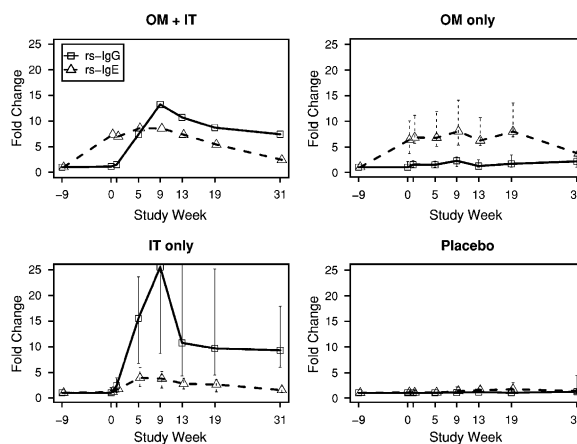 OM + IT
OM only
Fold Change
25
20
15
10
5
0
rs−IgG
rs−IgE
−9 0 5 9 13 19 31
Study Week
Fold Change
25
20
15
10
5
0
−9 0 5 9 13 19 3
Study Week
IT only
Placebo
Fold Change
25
20
15
10
5
0
−9 0 5 9 13 19 31
Study Week
Fold Change
25
20
15
10
5
0
−9 0 5 9 13 19 3
Study Week